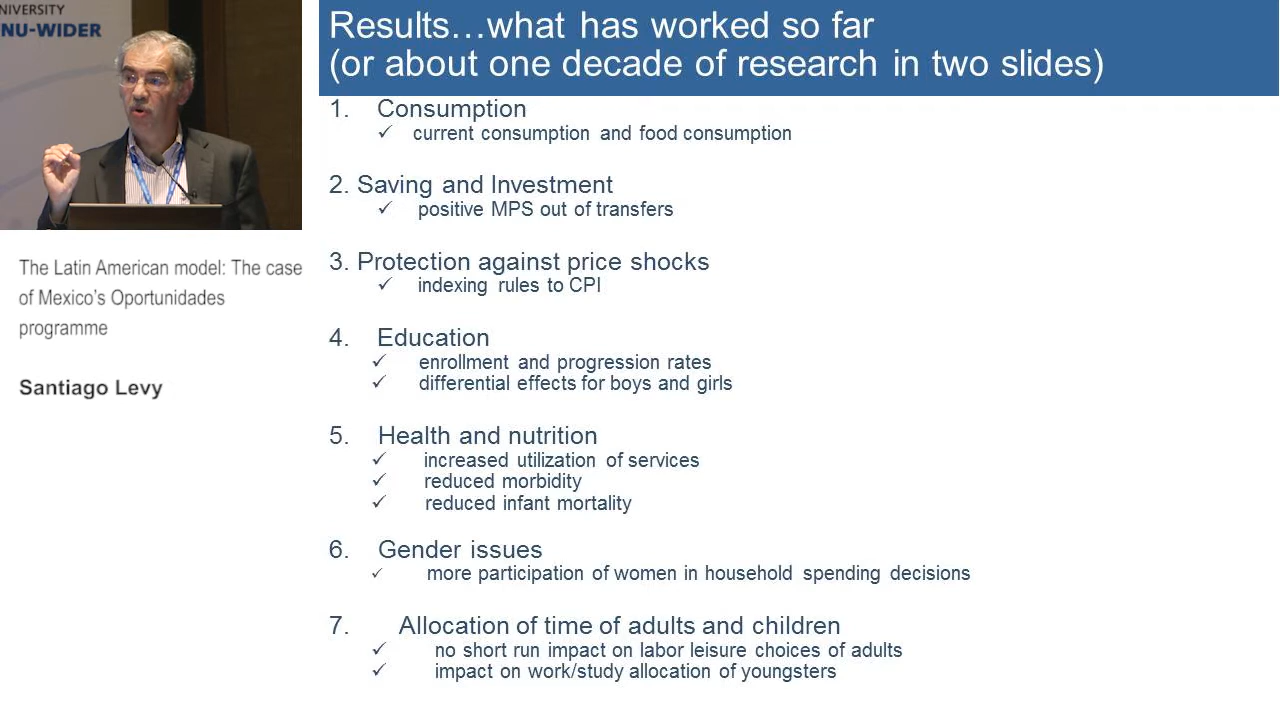 NIVERSITY
NU-WIDER
The Latin American model: The case
of Mexico's Oportunidades
programme
Santiago Levy
Results…what has worked so far
(or about one decade of research in two slides)
1. Consumption
✓ current consumption and food consumption
2. Saving and Investment
✓ positive MPS out of transfers
3. Protection against price shocks
✓ indexing rules to CPI
4. Education
✓ enrollment and progression rates
✓ differential effects for boys and girls
5. Health and nutrition
✓ increased utilization of services
✓ reduced morbidity
✓ reduced infant mortality
6. Gender issues
✓ more participation of women in household spending decisions
7. Allocation of time of adults and children
✓ no short run impact on labor leisure choices of adults
✓ impact on work/study allocation of youngsters